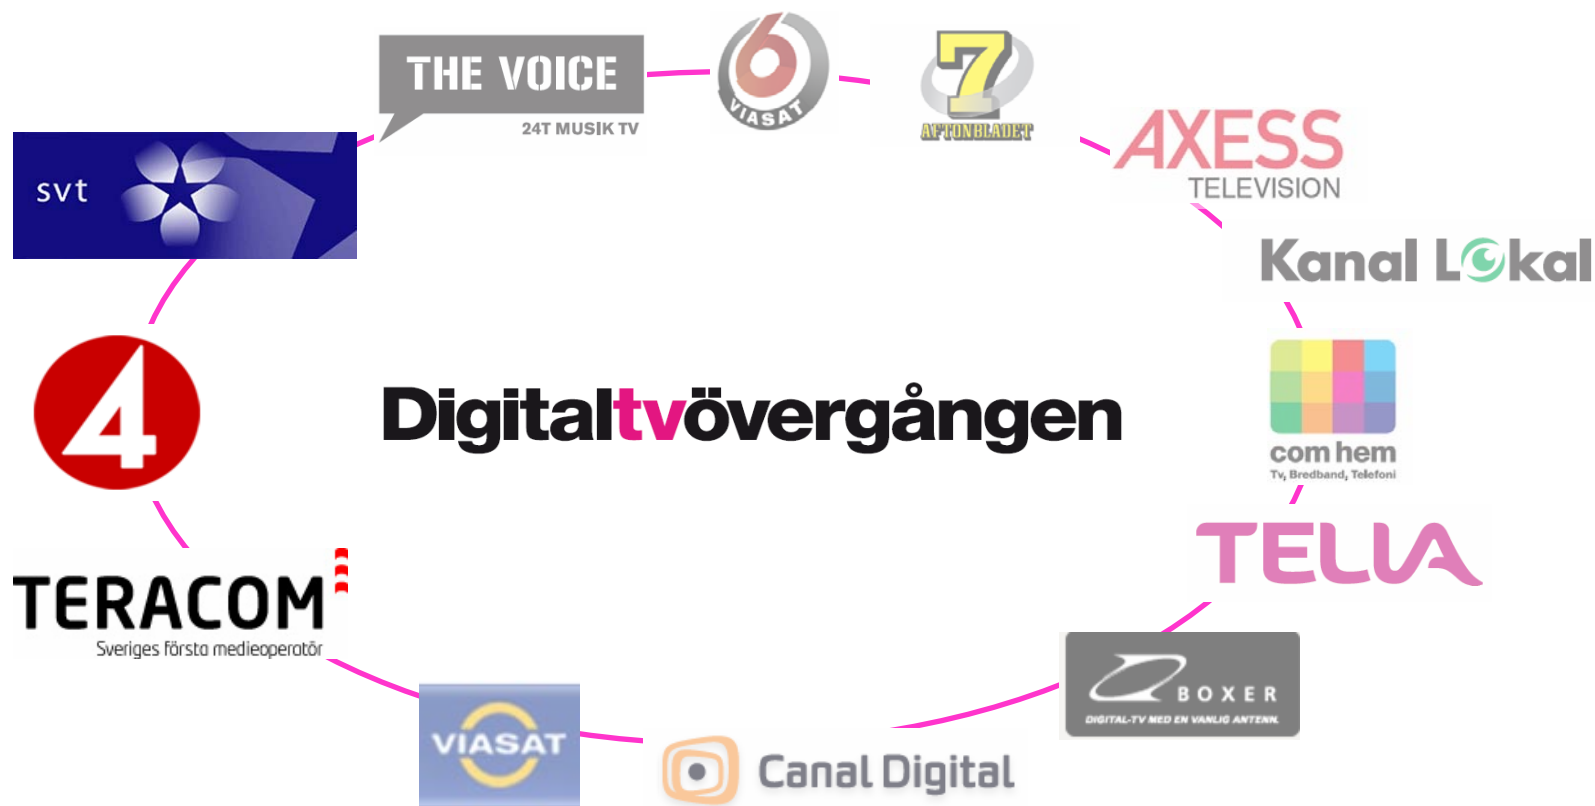 THE VOICE
24T MUSIK TV
6
VIASAT
7
AFTONBLADET
AXESS
TELEVISION
svt
Kanal Lokal
4
Digitaltvövergången
com hem
Tv, Bredband, Telefoni
TELIA
TERACOM
Sveriges första medieoperatör
BOXER
DIGITAL-TV MED EN VANLIG ANTENN.
VIASAT
Canal Digital